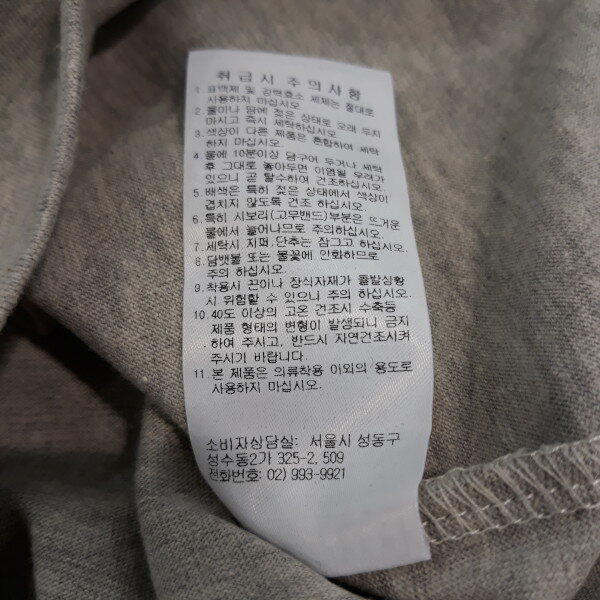 취급시 주의사항
1. 표백제 및 강력효소 세제는 절대로
사용하지 마십시오.
2. 물이나 땀에 젖은 상태로 오래 두지
마시고 즉시 세탁하십시오.
3. 색상이 다른 제품은 혼합하여 세탁
하지 마십시오.
4. 물에 10분이상 담구어 두거나 세탁
후 그대로 놓아두면 이염될 우려가
있으니 곧 탈수하여 건조하십시오.
5. 배색은 특히 젖은 상태에서 색상이
겹치지 않도록 건조 하십시오.
6. 특히 시보리(고무밴드)부분은 뜨거운
물에서 늘어나므로 주의하십시오.
7. 세탁시 지퍼,단추는 잠그고 하십시오.
8. 담뱃불 또는 불꽃에 인화하므로
주의 하십시오.
9. 착용시 끈이나 장식자재가 돌발상황
시 위험할 수 있으니 주의 하십시오.
10. 40도 이상의 고온 건조시 수축등
제품 형태의 변형이 발생되니 금지
하여 주시고, 반드시 자연건조시켜
주시기 바랍니다.
11. 본 제품은 의류착용 이외의 용도로
사용하지 마십시오.
소비자상담실: 서울시 성동구
성수동2가 325-2, 509
전화번호: 02) 993-9921